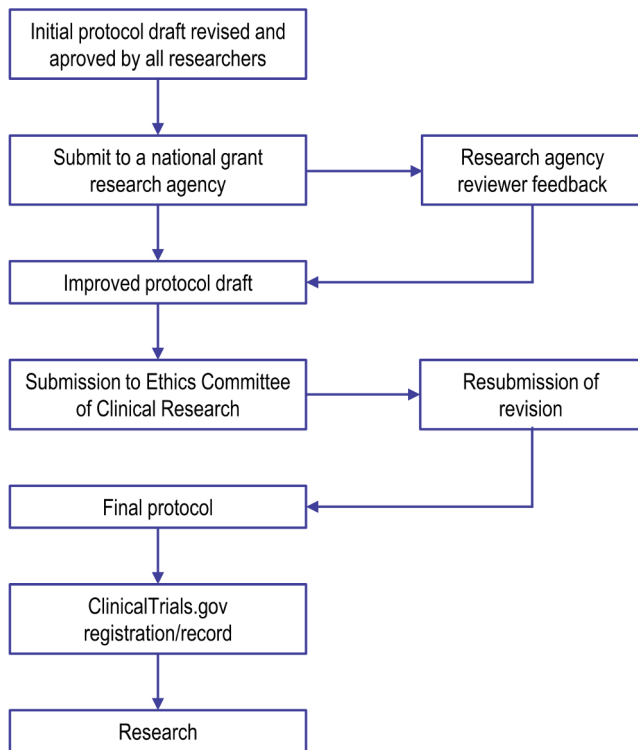 Initial protocol draft revised and
aproved by all researchers
Submit to a national grant
research agency
Research agency
reviewer feedback
Improved protocol draft
Submission to Ethics Committee
of Clinical Research
Resubmission of
revision
Final protocol
ClinicalTrials.gov
registration/record
Research